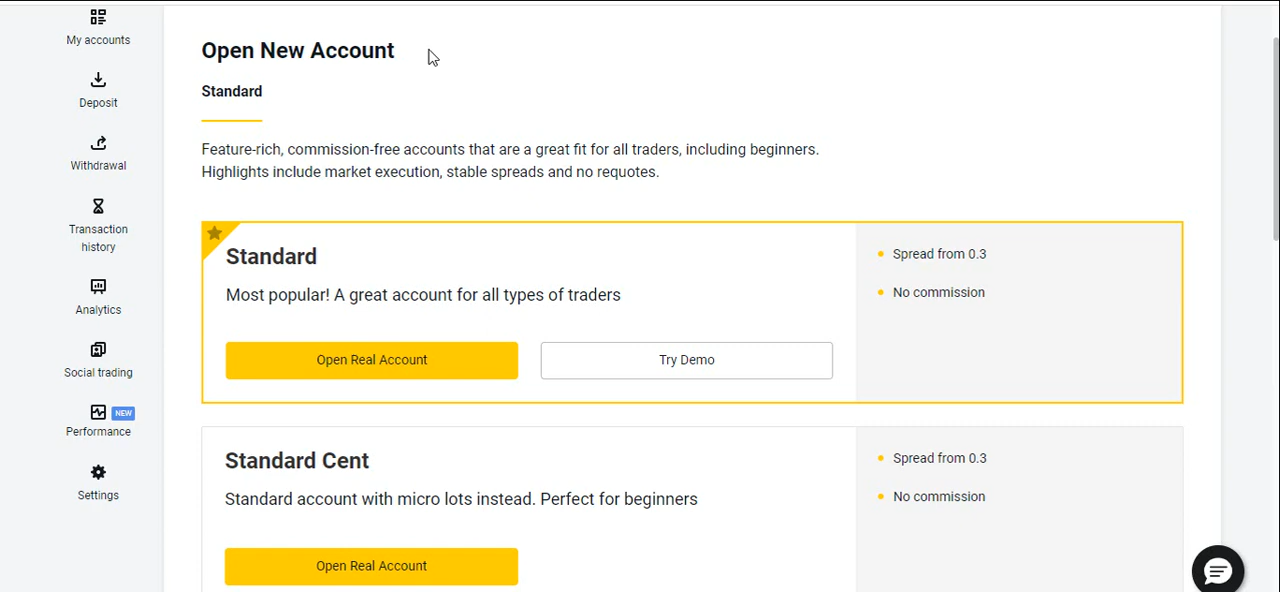 My accounts
Deposit
Withdrawal
Transaction
history
Analytics
Social trading
NEW
Performance
Settings
Open New Account
Standard
Feature-rich, commission-free accounts that are a great fit for all traders, including beginners.
Highlights include market execution, stable spreads and no requotes.
Standard
Most popular! A great account for all types of traders
Open Real Account
Try Demo
Spread from 0.3
No commission
Standard Cent
Standard account with micro lots instead. Perfect for beginners
Open Real Account
Spread from 0.3
No commission